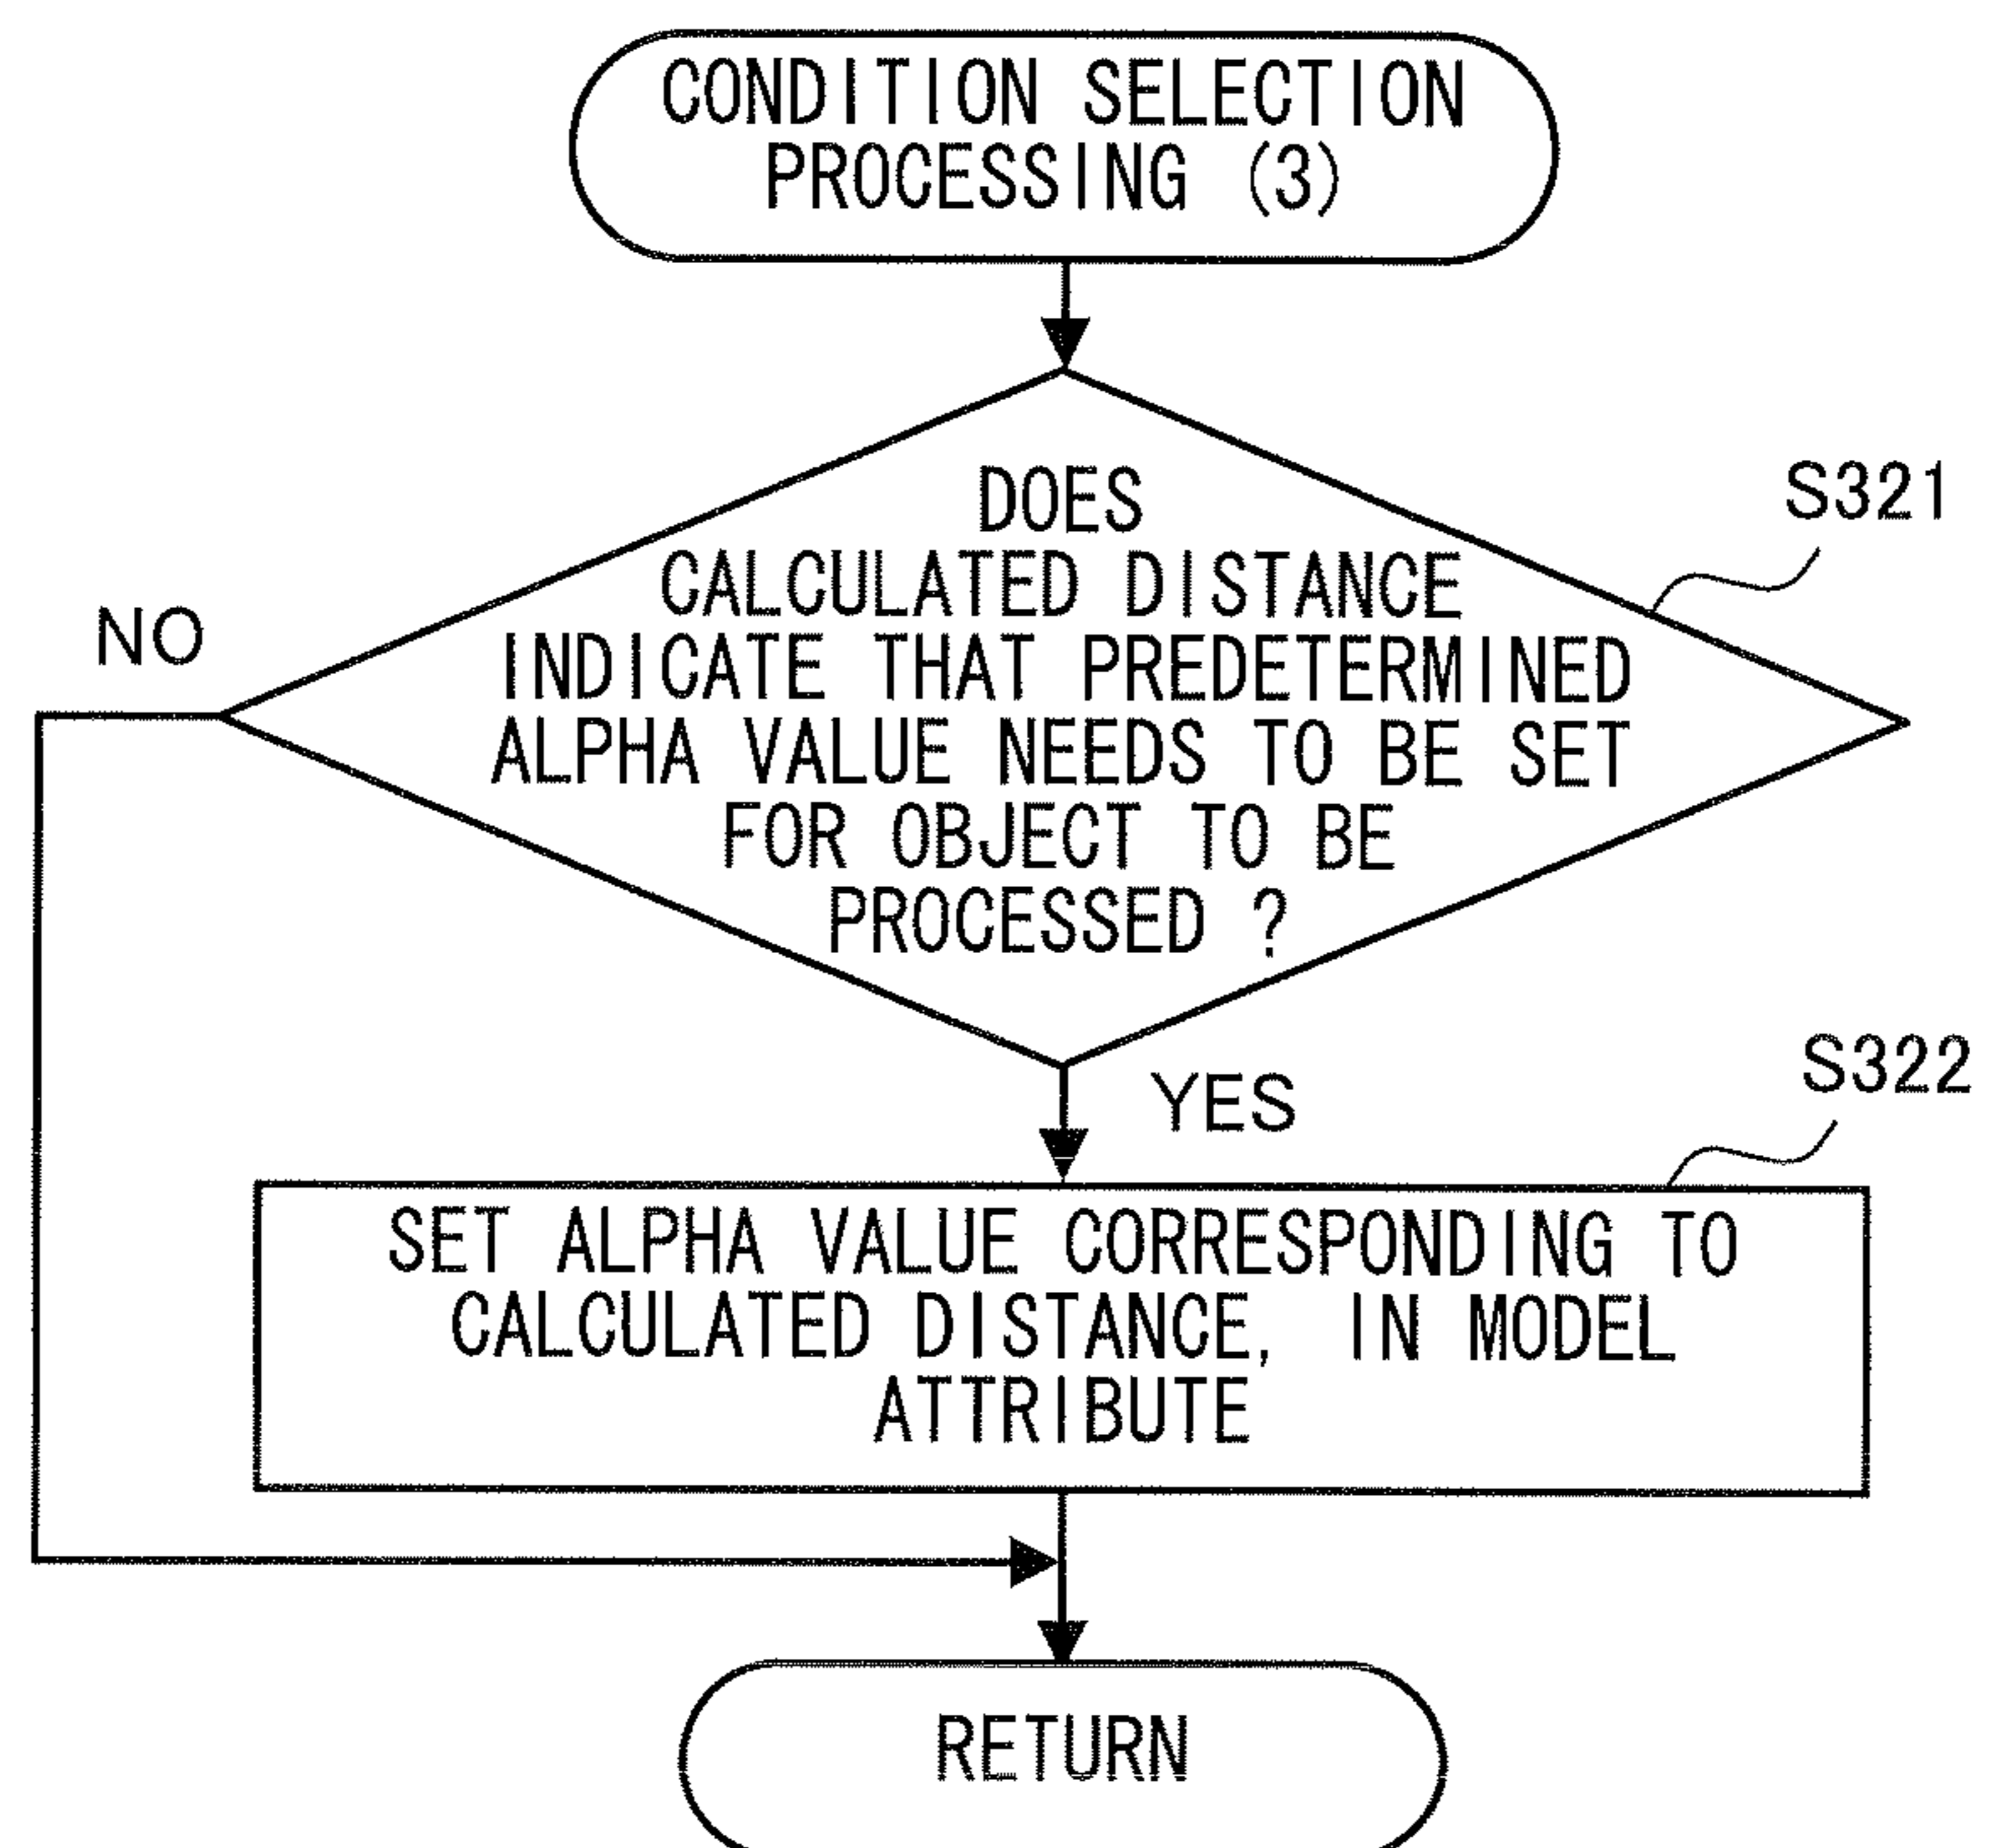 CONDITION SELECTION
PROCESSING (3)
DOES
CALCULATED DISTANCE
INDICATE THAT PREDETERMINED
ALPHA VALUE NEEDS TO BE SET
FOR OBJECT TO BE
PROCESSED ?
S321
NO
YES
S322
SET ALPHA VALUE CORRESPONDING TO
CALCULATED DISTANCE, IN MODEL
ATTRIBUTE
RETURN